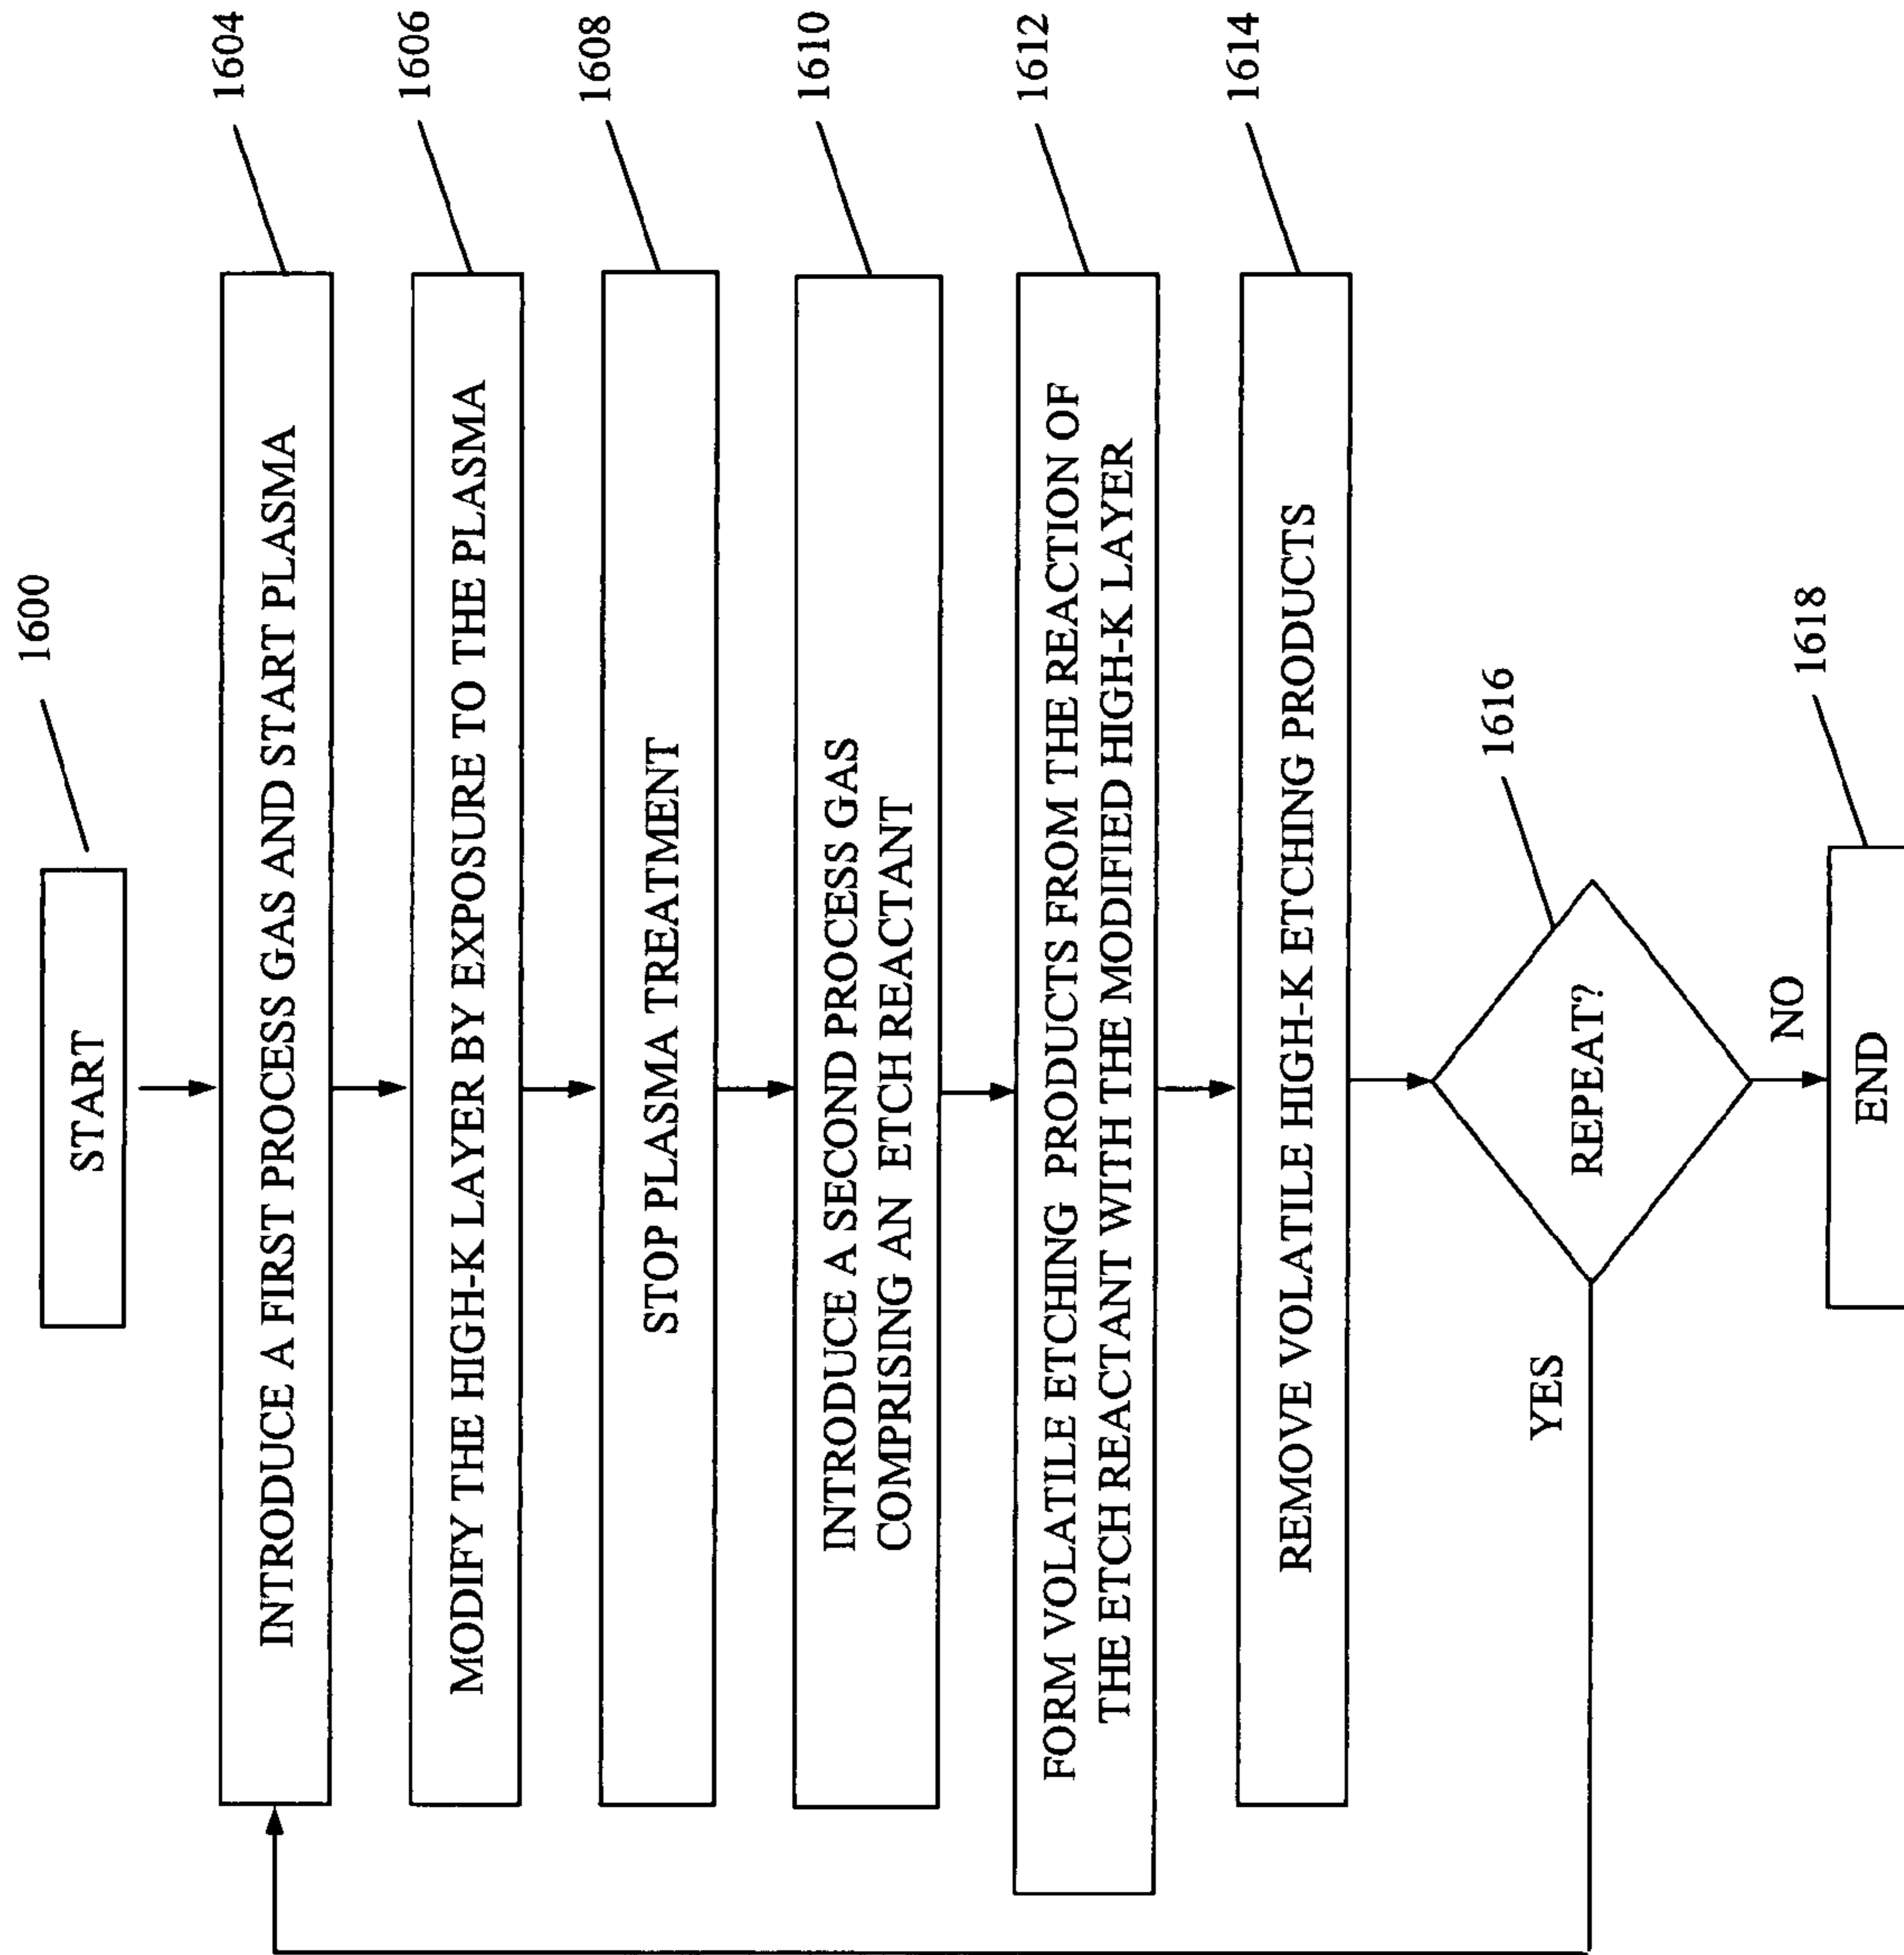 1600
START
1604
INTRODUCE A FIRST PROCESS GAS AND START PLASMA
1606
MODIFY THE HIGH-K LAYER BY EXPOSURE TO THE PLASMA
1608
STOP PLASMA TREATMENT
1610
INTRODUCE A SECOND PROCESS GAS
COMPRISING AN ETCH REACTANT
1612
FORM VOLATILE ETCHING PRODUCTS FROM THE REACTION OF
THE ETCH REACTANT WITH THE MODIFIED HIGH-K LAYER
1614
REMOVE VOLATILE HIGH-K ETCHING PRODUCTS
1616
REPEAT?
YES
NO
1618
END